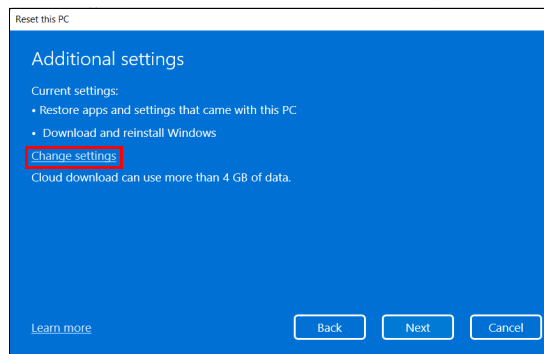 Reset this PC
Additional settings
Current settings:
• Restore apps and settings that came with this PC
• Download and reinstall Windows
Change settings
Cloud download can use more than 4 GB of data.
Learn more
Back
Next
Cancel